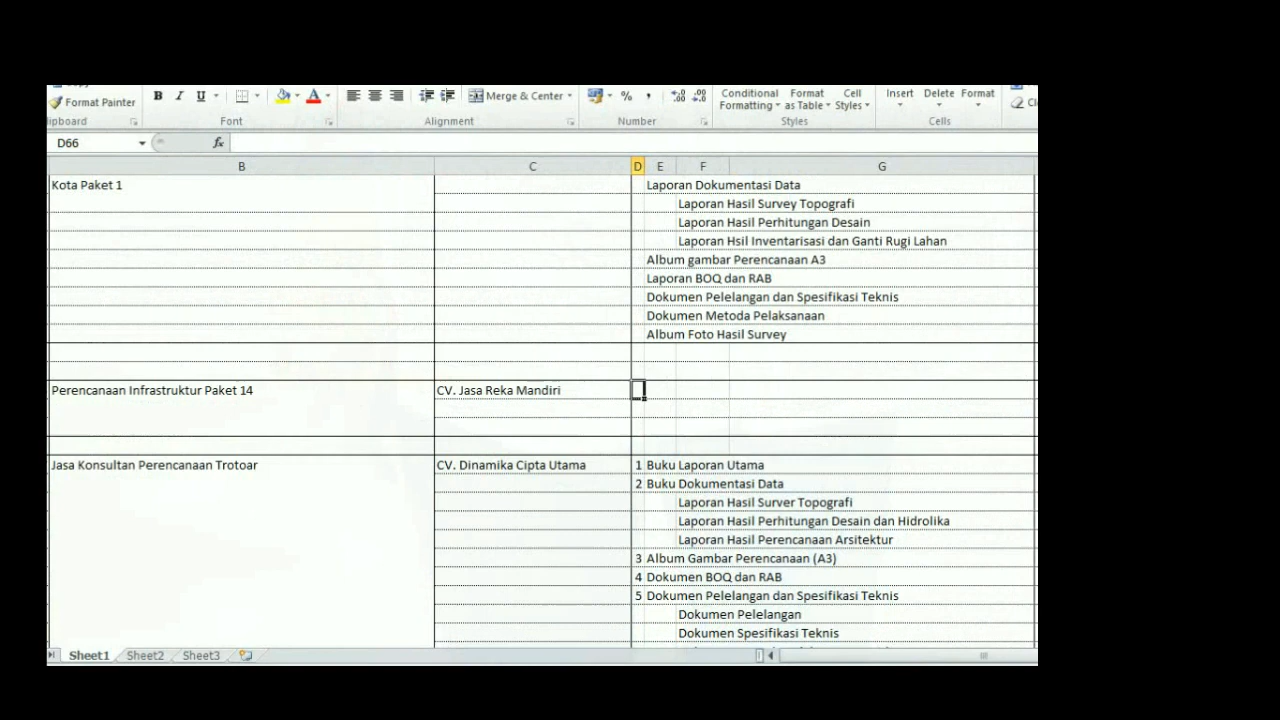 Format Painter
B I U A
Merge & Center
% ,
Conditional Formatting
Format as Table
Cell Styles
Insert Delete Format
lipboard Font Alignment Number Styles Cells
D66 fx
B C D E F G
Kota Paket 1 Laporan Dokumentasi Data
Laporan Hasil Survey Topografi
Laporan Hasil Perhitungan Desain
Laporan Hsil Inventarisasi dan Ganti Rugi Lahan
Album gambar Perencanaan A3
Laporan BOQ dan RAB
Dokumen Pelelangan dan Spesifikasi Teknis
Dokumen Metoda Pelaksanaan
Album Foto Hasil Survey
Perencanaan Infrastruktur Paket 14 CV. Jasa Reka Mandiri
Jasa Konsultan Perencanaan Trotoar CV. Dinamika Cipta Utama 1 Buku Laporan Utama
2 Buku Dokumentasi Data
Laporan Hasil Surver Topografi
Laporan Hasil Perhitungan Desain dan Hidrolika
Laporan Hasil Perencanaan Arsitektur
3 Album Gambar Perencanaan (A3)
4 Dokumen BOQ dan RAB
5 Dokumen Pelelangan dan Spesifikasi Teknis
Dokumen Pelelangan
Dokumen Spesifikasi Teknis
Sheet1 Sheet2 Sheet3